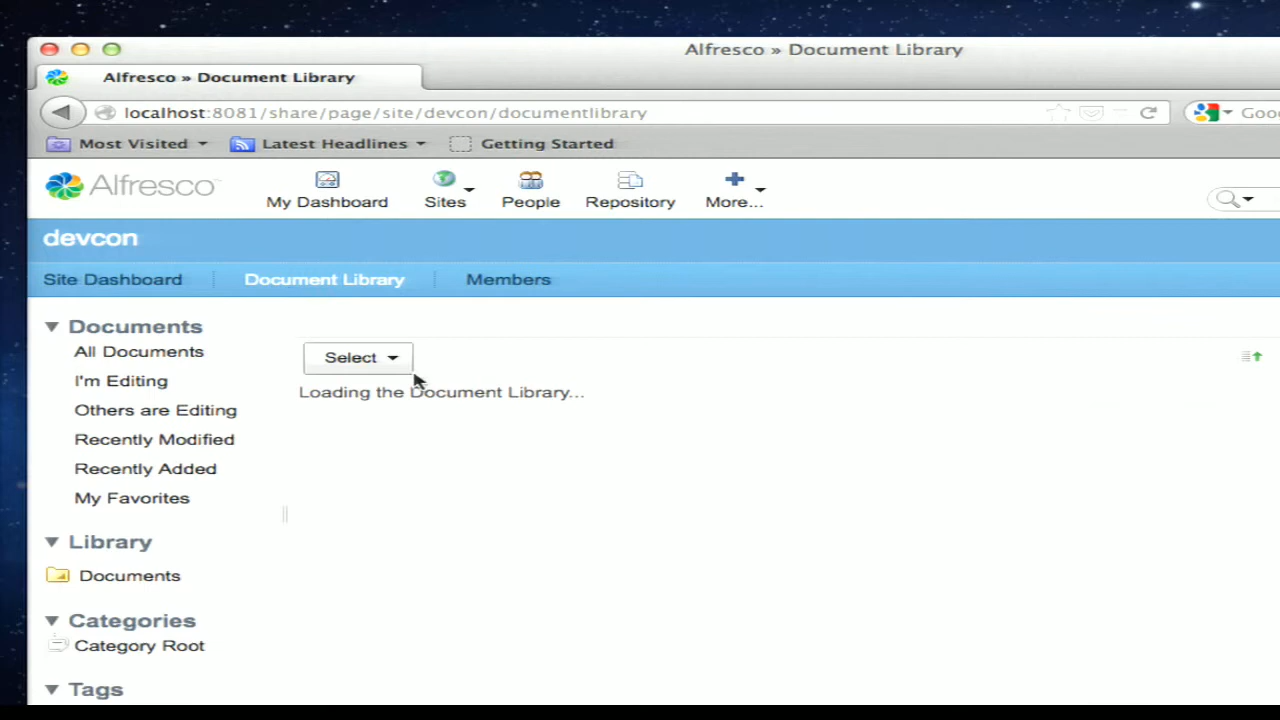 Alfresco » Document Library
Alfresco » Document Library
localhost:8081/share/page/site/devcon/documentlibrary
Goo
Most Visited
Latest Headlines
Getting Started
Alfresco
My Dashboard
Sites
People
Repository
More...
devcon
Site Dashboard
Document Library
Members
Documents
All Documents
I'm Editing
Others are Editing
Recently Modified
Recently Added
My Favorites
Library
Documents
Categories
Category Root
Tags
Select
Loading the Document Library...